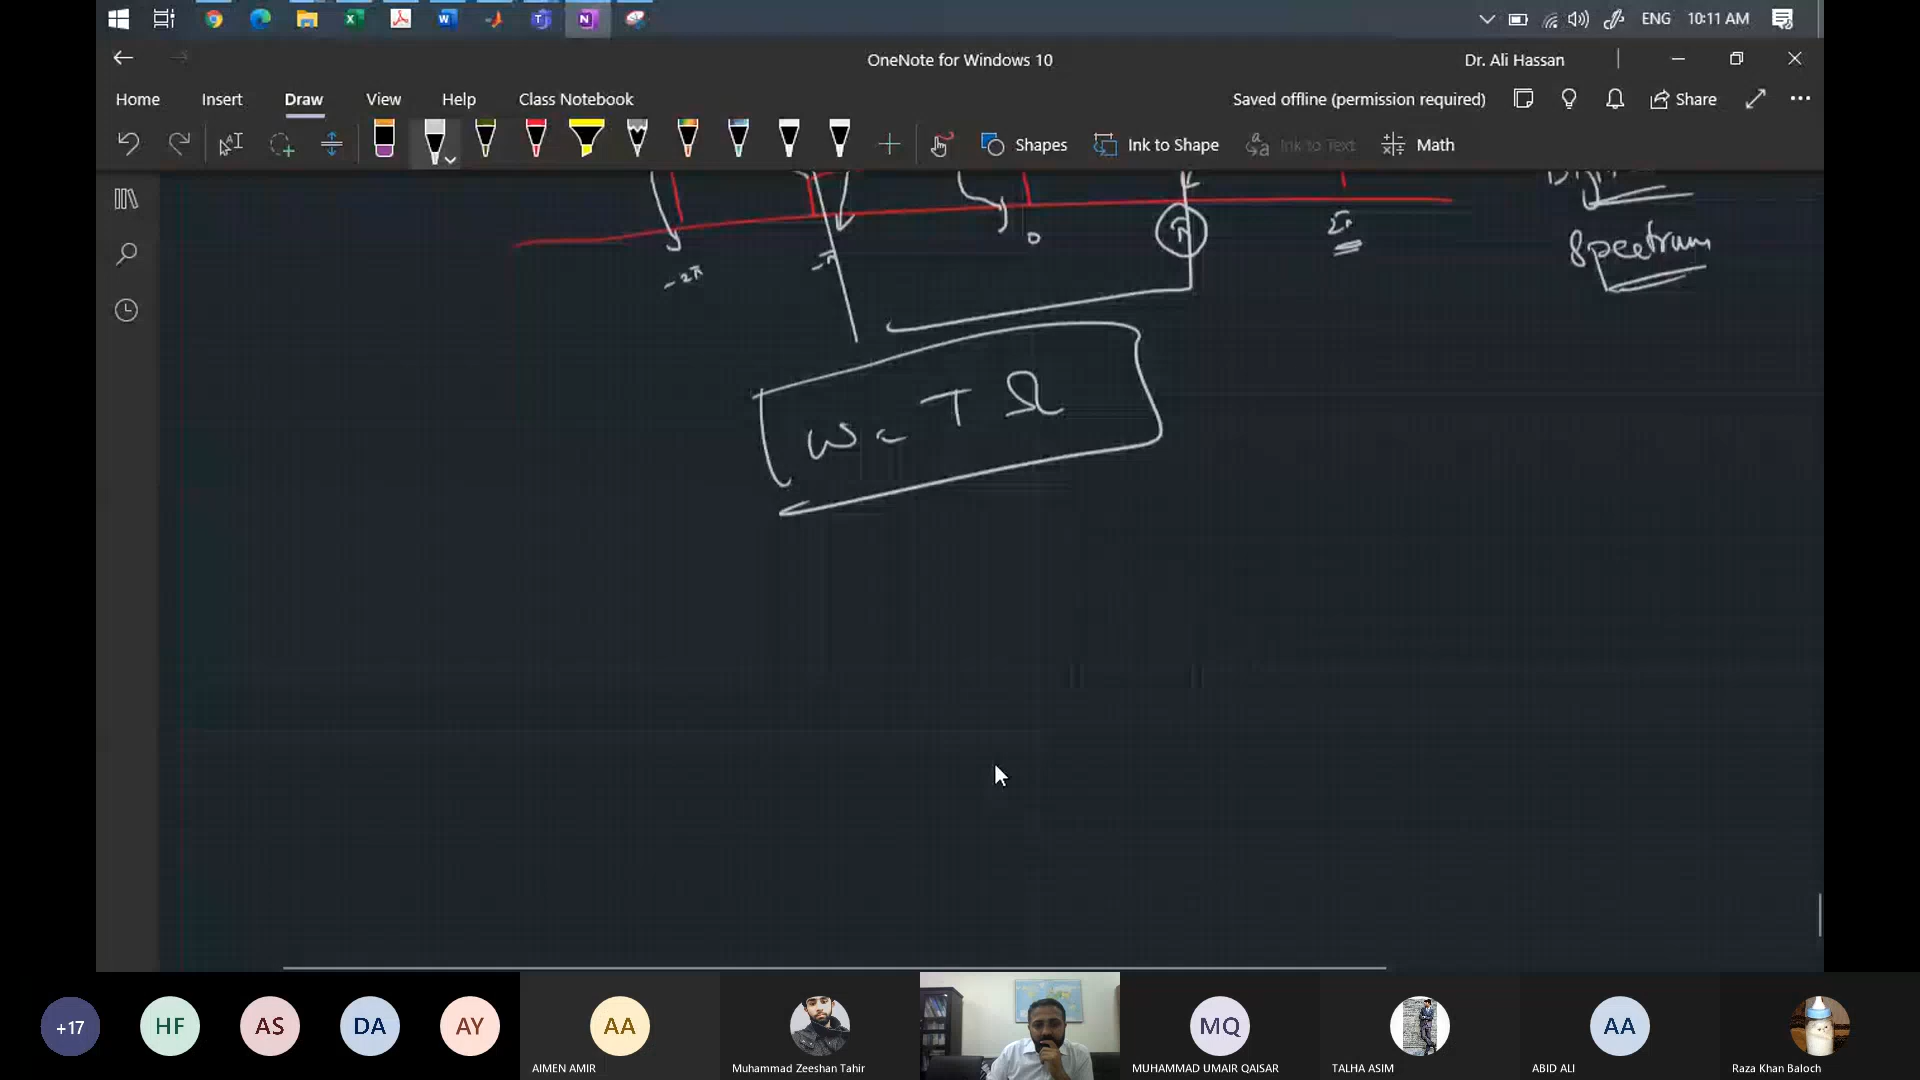 ENG 10:11 AM
OneNote for Windows 10
Dr. Ali Hassan
Home Insert Draw View Help Class Notebook
Saved offline (permission required) Share
Shapes Ink to Shape Ink to Text Math
-2π -π 0 π 2π
Spectrum
ω = T Ω
+17 HF AS DA AY AA MQ AA
AIMEN AMIR Muhammad Zeeshan Tahir MUHAMMAD UMAIR QAISAR TALHA ASIM ABID ALI Raza Khan Baloch